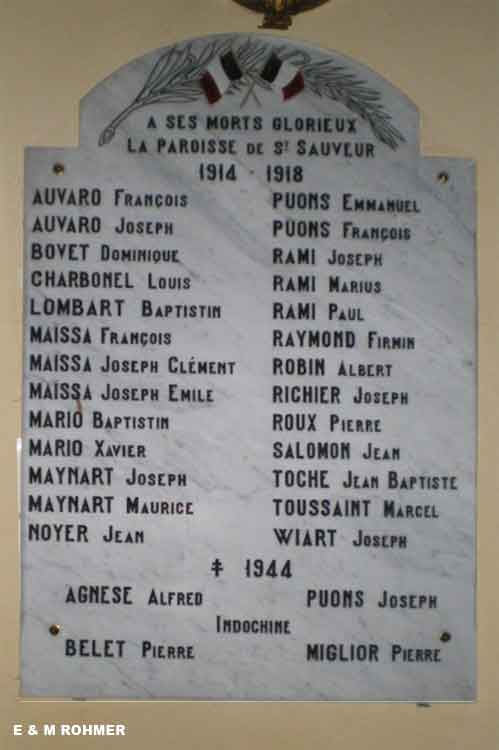 A SES MORTS GLORIEUX
LA PAROISSE DE ST SAUVEUR
1914 - 1918
AUVARO FRANÇOIS
AUVARO JOSEPH
BOVET DOMINIQUE
CHARBONEL LOUIS
LOMBART BAPTISTIN
MAÏSSA FRANÇOIS
MAÏSSA JOSEPH CLÉMENT
MAÏSSA JOSEPH EMILE
MARIO BAPTISTIN
MARIO XAVIER
MAYNART JOSEPH
MAYNART MAURICE
NOYER JEAN
PUONS EMMANUEL
PUONS FRANÇOIS
RAMI JOSEPH
RAMI MARIUS
RAMI PAUL
RAYMOND FIRMIN
ROBIN ALBERT
RICHIER JOSEPH
ROUX PIERRE
SALOMON JEAN
TOCHE JEAN BAPTISTE
TOUSSAINT MARCEL
WIART JOSEPH
‡ 1944
AGNESE ALFRED PUONS JOSEPH
INDOCHINE
BELET PIERRE MIGLIOR PIERRE
E & M ROHMER